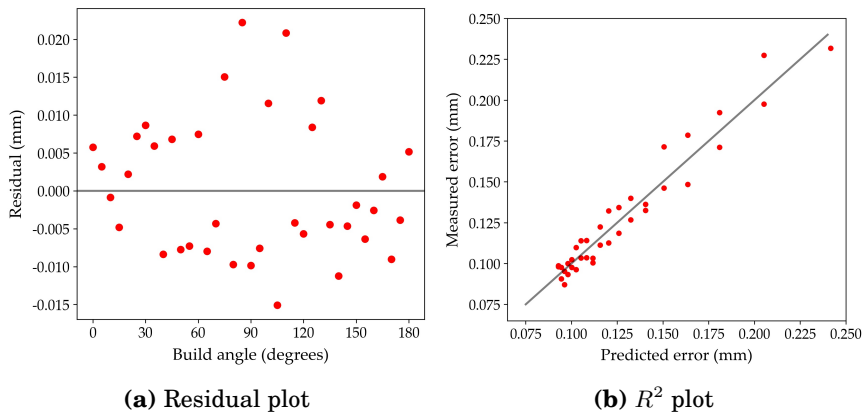 0.020
0.015
0.010
0.005
0.000
-0.005
-0.010
-0.015
Residual (mm)
0 30 60 90 120 150 180
Build angle (degrees)
(a) Residual plot
0.250
0.225
0.200
0.175
0.150
0.125
0.100
0.075
Measured error (mm)
0.075 0.100 0.125 0.150 0.175 0.200 0.225 0.250
Predicted error (mm)
(b) R² plot